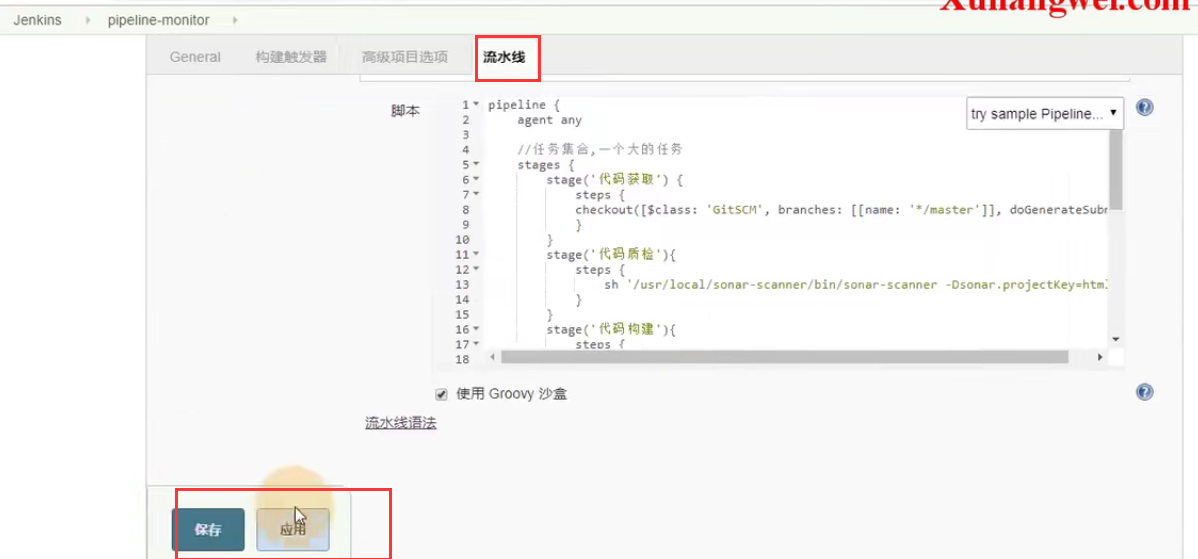 Xuliangwei.com
Jenkins pipeline-monitor
General 构建触发器 高级项目选项 流水线
脚本
try sample Pipeline...
1 pipeline {
2 agent any
3
4 //任务集合,一个大的任务
5 stages {
6 stage('代码获取') {
7 steps {
8 checkout([$class: 'GitSCM', branches: [[name: '*/master']], doGenerateSubm
9 }
10 }
11 stage('代码质检'){
12 steps {
13 sh '/usr/local/sonar-scanner/bin/sonar-scanner -Dsonar.projectKey=html
14 }
15 }
16 stage('代码构建'){
17 steps {
18
使用 Groovy 沙盒
流水线语法
保存 应用